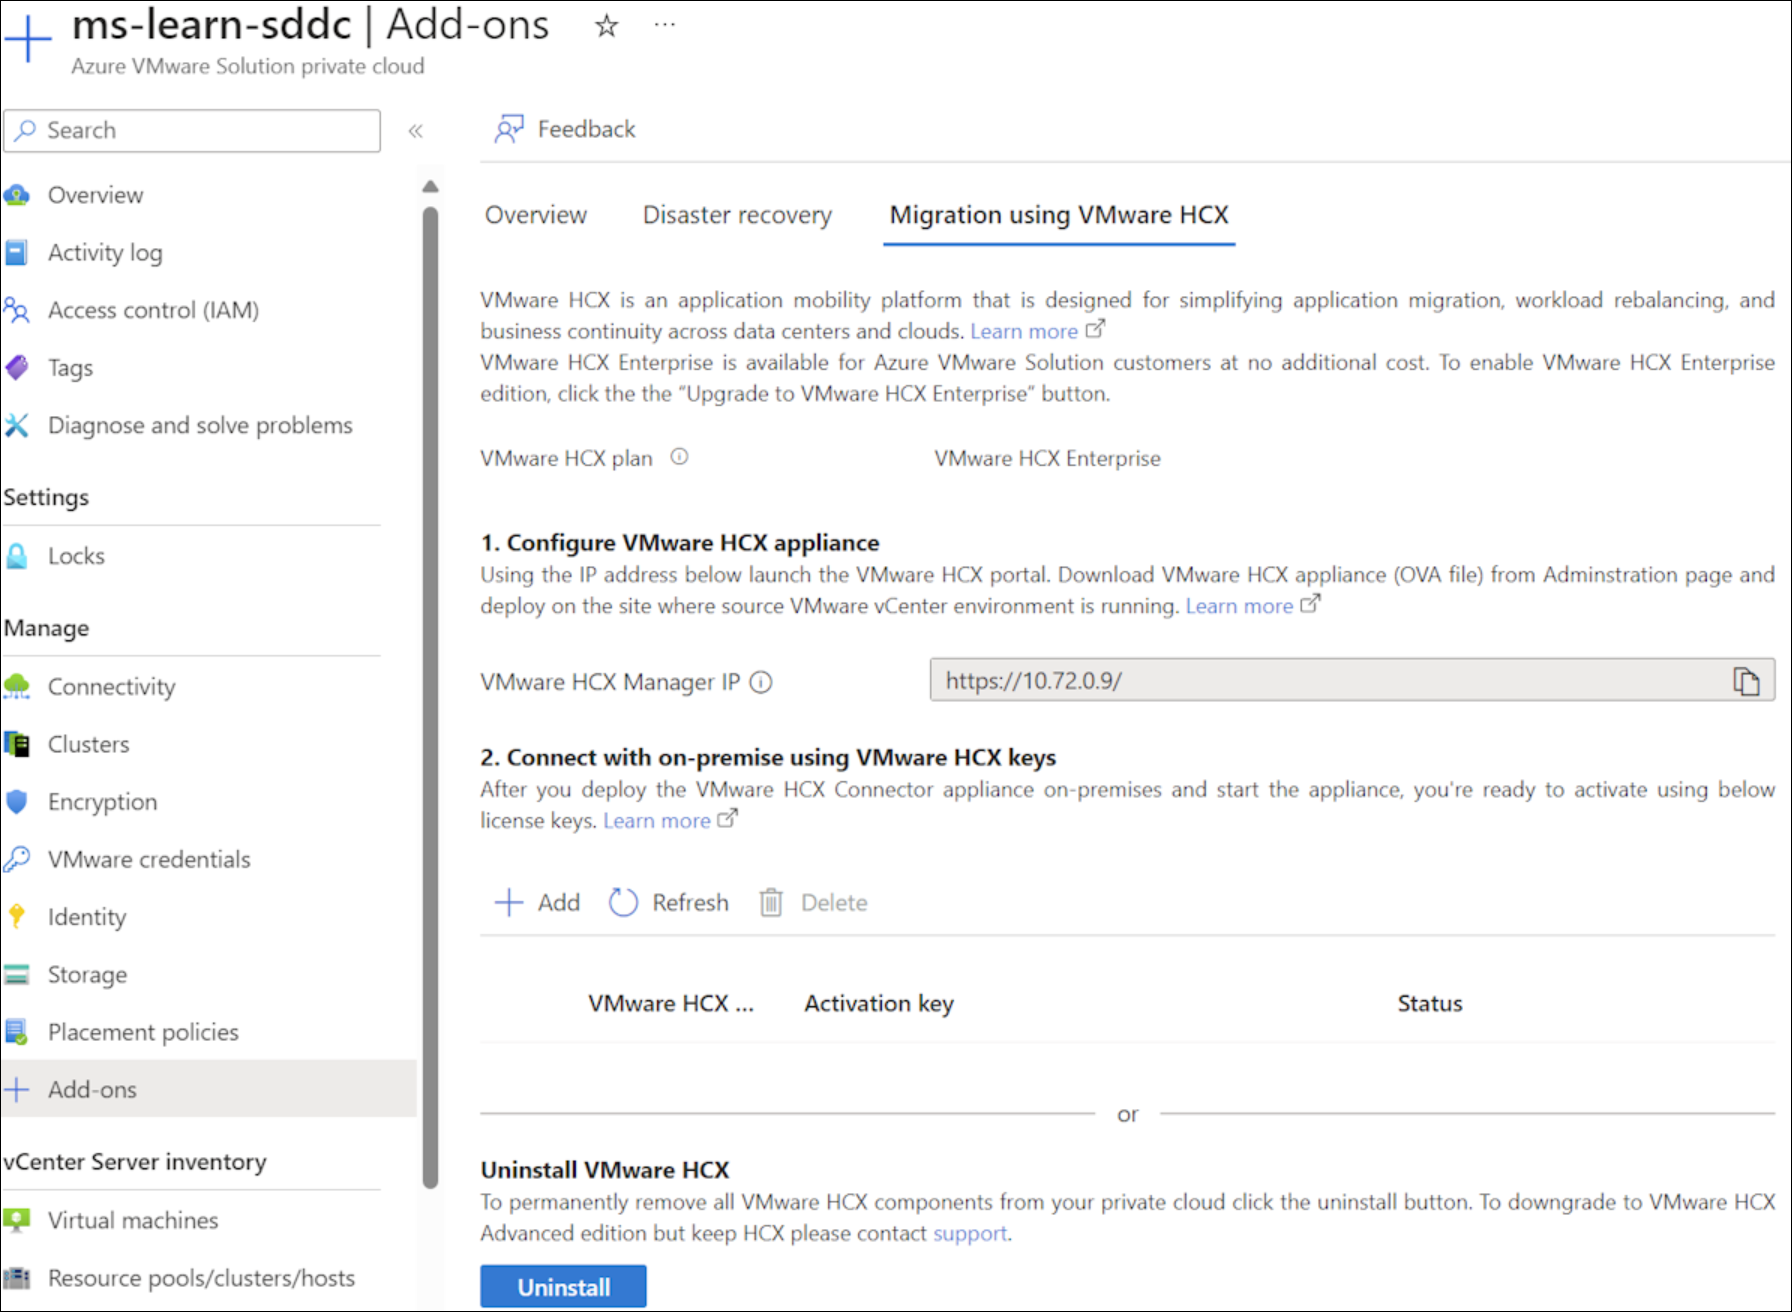 ms-learn-sddc | Add-ons
Azure VMware Solution private cloud
Search
Overview
Activity log
Access control (IAM)
Tags
Diagnose and solve problems
Settings
Locks
Manage
Connectivity
Clusters
Encryption
VMware credentials
Identity
Storage
Placement policies
Add-ons
vCenter Server inventory
Virtual machines
Resource pools/clusters/hosts
Feedback
Overview Disaster recovery Migration using VMware HCX
VMware HCX is an application mobility platform that is designed for simplifying application migration, workload rebalancing, and
business continuity across data centers and clouds. Learn more
VMware HCX Enterprise is available for Azure VMware Solution customers at no additional cost. To enable VMware HCX Enterprise
edition, click the the “Upgrade to VMware HCX Enterprise” button.
VMware HCX plan VMware HCX Enterprise
1. Configure VMware HCX appliance
Using the IP address below launch the VMware HCX portal. Download VMware HCX appliance (OVA file) from Adminstration page and
deploy on the site where source VMware vCenter environment is running. Learn more
VMware HCX Manager IP https://10.72.0.9/
2. Connect with on-premise using VMware HCX keys
After you deploy the VMware HCX Connector appliance on-premises and start the appliance, you're ready to activate using below
license keys. Learn more
Add Refresh Delete
VMware HCX ... Activation key Status
or
Uninstall VMware HCX
To permanently remove all VMware HCX components from your private cloud click the uninstall button. To downgrade to VMware HCX
Advanced edition but keep HCX please contact support.
Uninstall